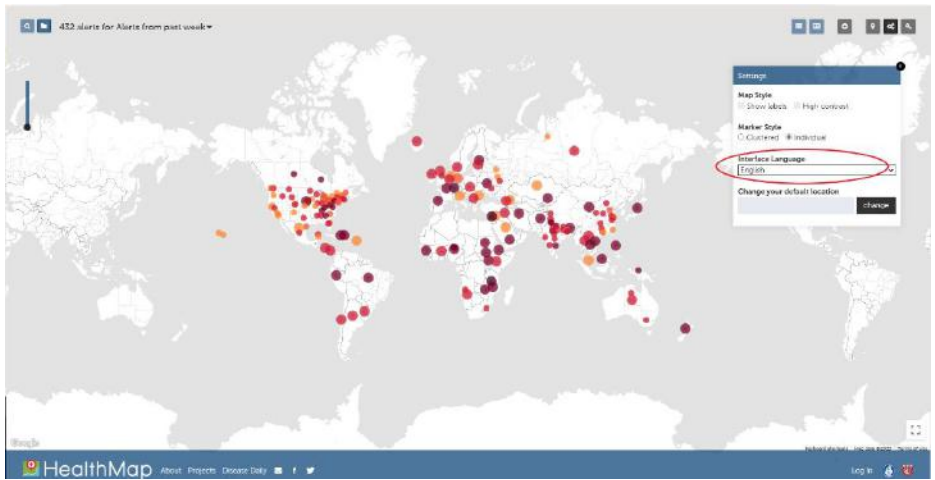 432 alerts for Alerts from past week
Settings
Map Style
Show labels High contrast
Marker Style
Clustered Individual
Interface Language
English
Change your default location
change
Google
HealthMap About Projects Disease Daily
Log In